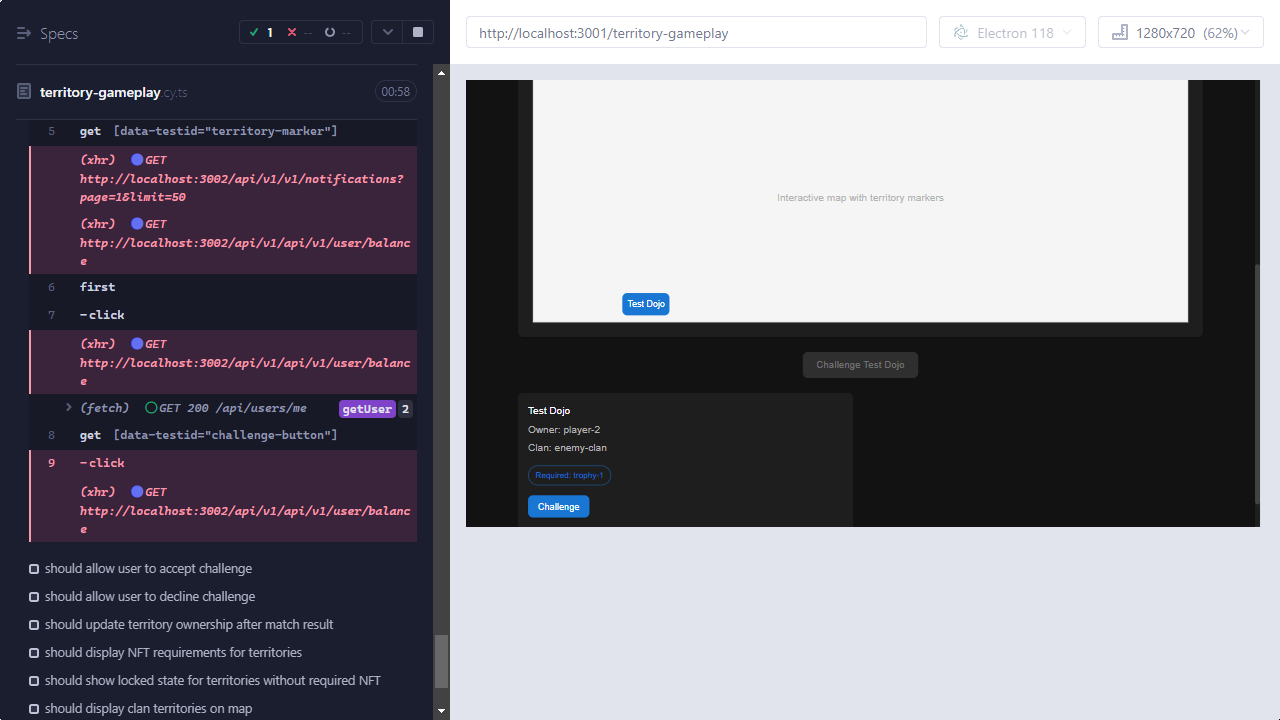 Specs
1
--
--
http://localhost:3001/territory-gameplay
Electron 118
1280x720 (62%)
territory-gameplay.cy.ts
00:58
5 get [data-testid="territory-marker"]
(xhr) GET
http://localhost:3002/api/v1/v1/notifications?
page=1&limit=50
(xhr) GET
http://localhost:3002/api/v1/api/v1/user/balanc
e
6 first
7 -click
(xhr) GET
http://localhost:3002/api/v1/api/v1/user/balanc
e
(fetch) GET 200 /api/users/me getUser 2
8 get [data-testid="challenge-button"]
9 -click
(xhr) GET
http://localhost:3002/api/v1/api/v1/user/balanc
e
should allow user to accept challenge
should allow user to decline challenge
should update territory ownership after match result
should display NFT requirements for territories
should show locked state for territories without required NFT
should display clan territories on map
Interactive map with territory markers
Test Dojo
Challenge Test Dojo
Test Dojo
Owner: player-2
Clan: enemy-clan
Required: trophy-1
Challenge